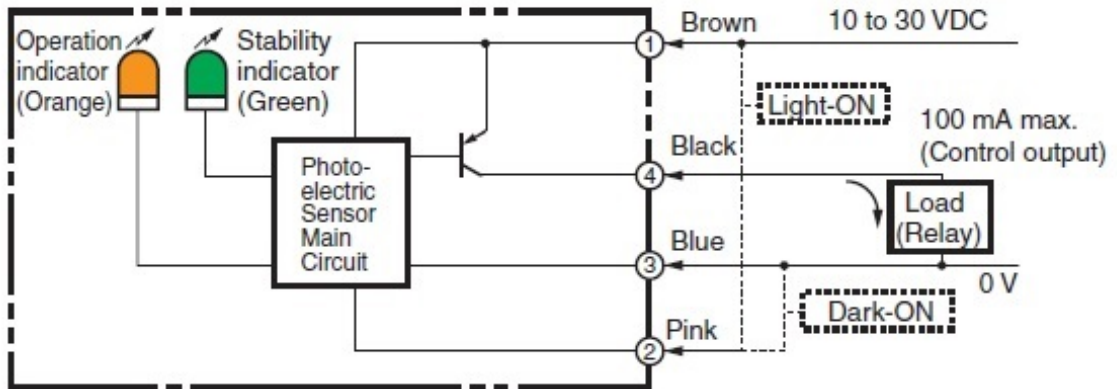 Operation
indicator
(Orange)
Stability
indicator
(Green)
Photo-
electric
Sensor
Main
Circuit
1
Brown
10 to 30 VDC
Light-ON
100 mA max.
(Control output)
4
Black
Load
(Relay)
3
Blue
0 V
Dark-ON
2
Pink